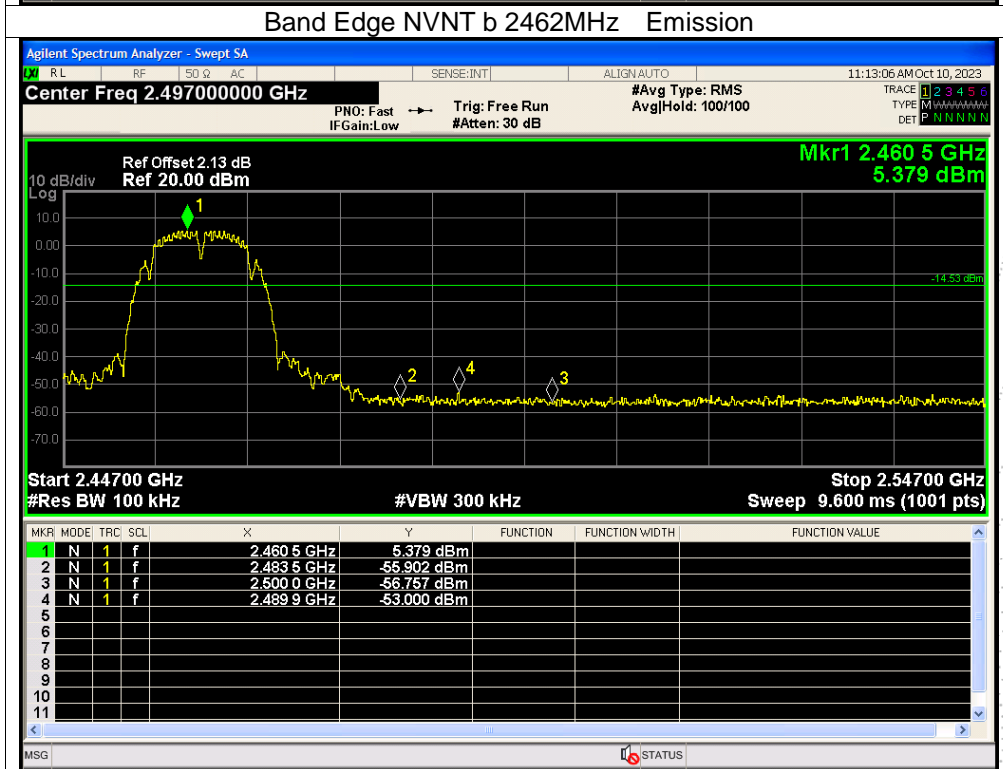 Band Edge NVNT b 2462MHz Emission
Agilent Spectrum Analyzer - Swept SA
LXI RL RF 50 Ω AC SENSE:INT ALIGN AUTO 11:13:06 AM Oct 10, 2023
Center Freq 2.497000000 GHz #Avg Type: RMS TRACE 1 2 3 4 5 6
PNO: Fast Trig: Free Run Avg|Hold: 100/100 TYPE M WWWWW
IFGain:Low #Atten: 30 dB DET P N N N N N
Mkr1 2.460 5 GHz
5.379 dBm
Ref Offset 2.13 dB
10 dB/div Ref 20.00 dBm
Log
10.0
0.00
-10.0
-20.0
-30.0
-40.0
-50.0
-60.0
-70.0
1
2
4
3
-14.53 dBm
Start 2.44700 GHz Stop 2.54700 GHz
#Res BW 100 kHz #VBW 300 kHz Sweep 9.600 ms (1001 pts)
MKR MODE TRC SCL X Y FUNCTION FUNCTION WIDTH FUNCTION VALUE
1 N 1 f 2.460 5 GHz 5.379 dBm
2 N 1 f 2.483 5 GHz -55.902 dBm
3 N 1 f 2.500 0 GHz -56.757 dBm
4 N 1 f 2.489 9 GHz -53.000 dBm
5
6
7
8
9
10
11
MSG STATUS